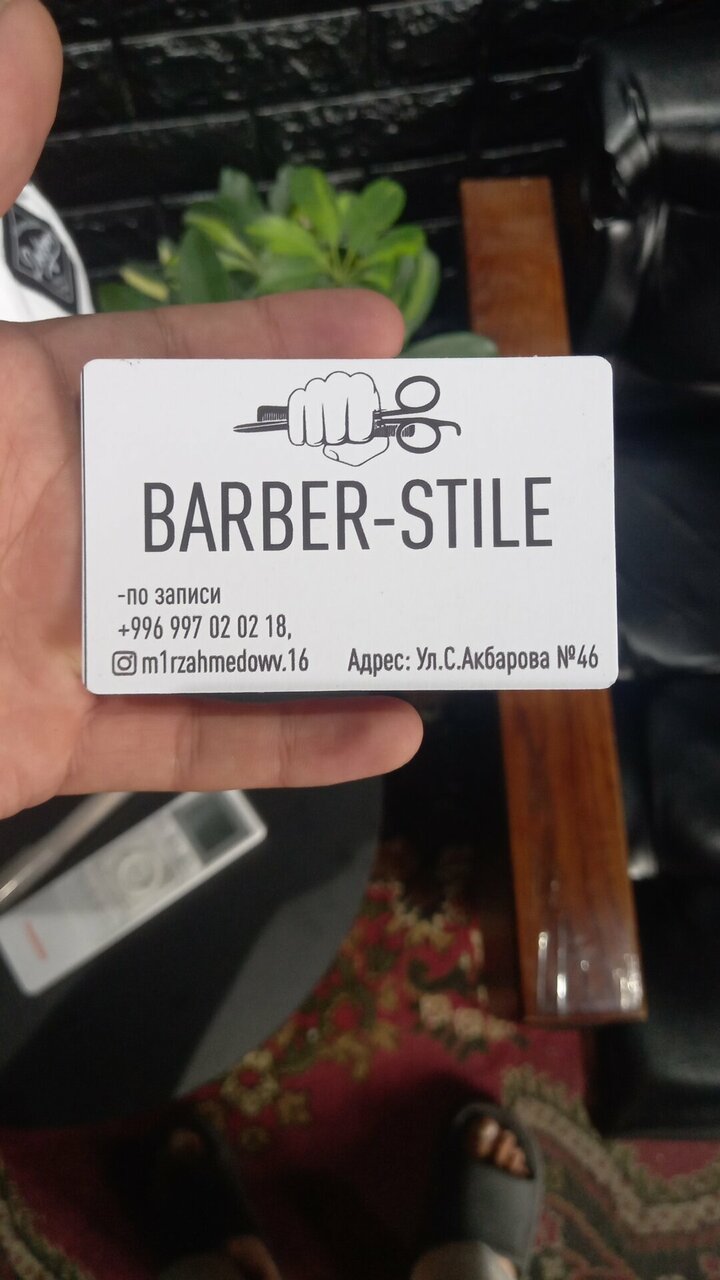 BARBER-STILE
-по записи
+996 997 02 02 18,
m1rzahmedowv.16 Адрес: Ул.С.Акбарова №46